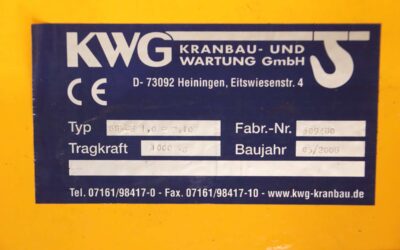 KWG KRANBAU- UND
WARTUNG GmbH
D- 73092 Heiningen, Eitswiesenstr. 4
CE
Typ Fabr.-Nr.
Tragkraft Baujahr
Tel. 07161/98417-0 - Fax. 07161/98417-10 - www.kwg-kranbau.de